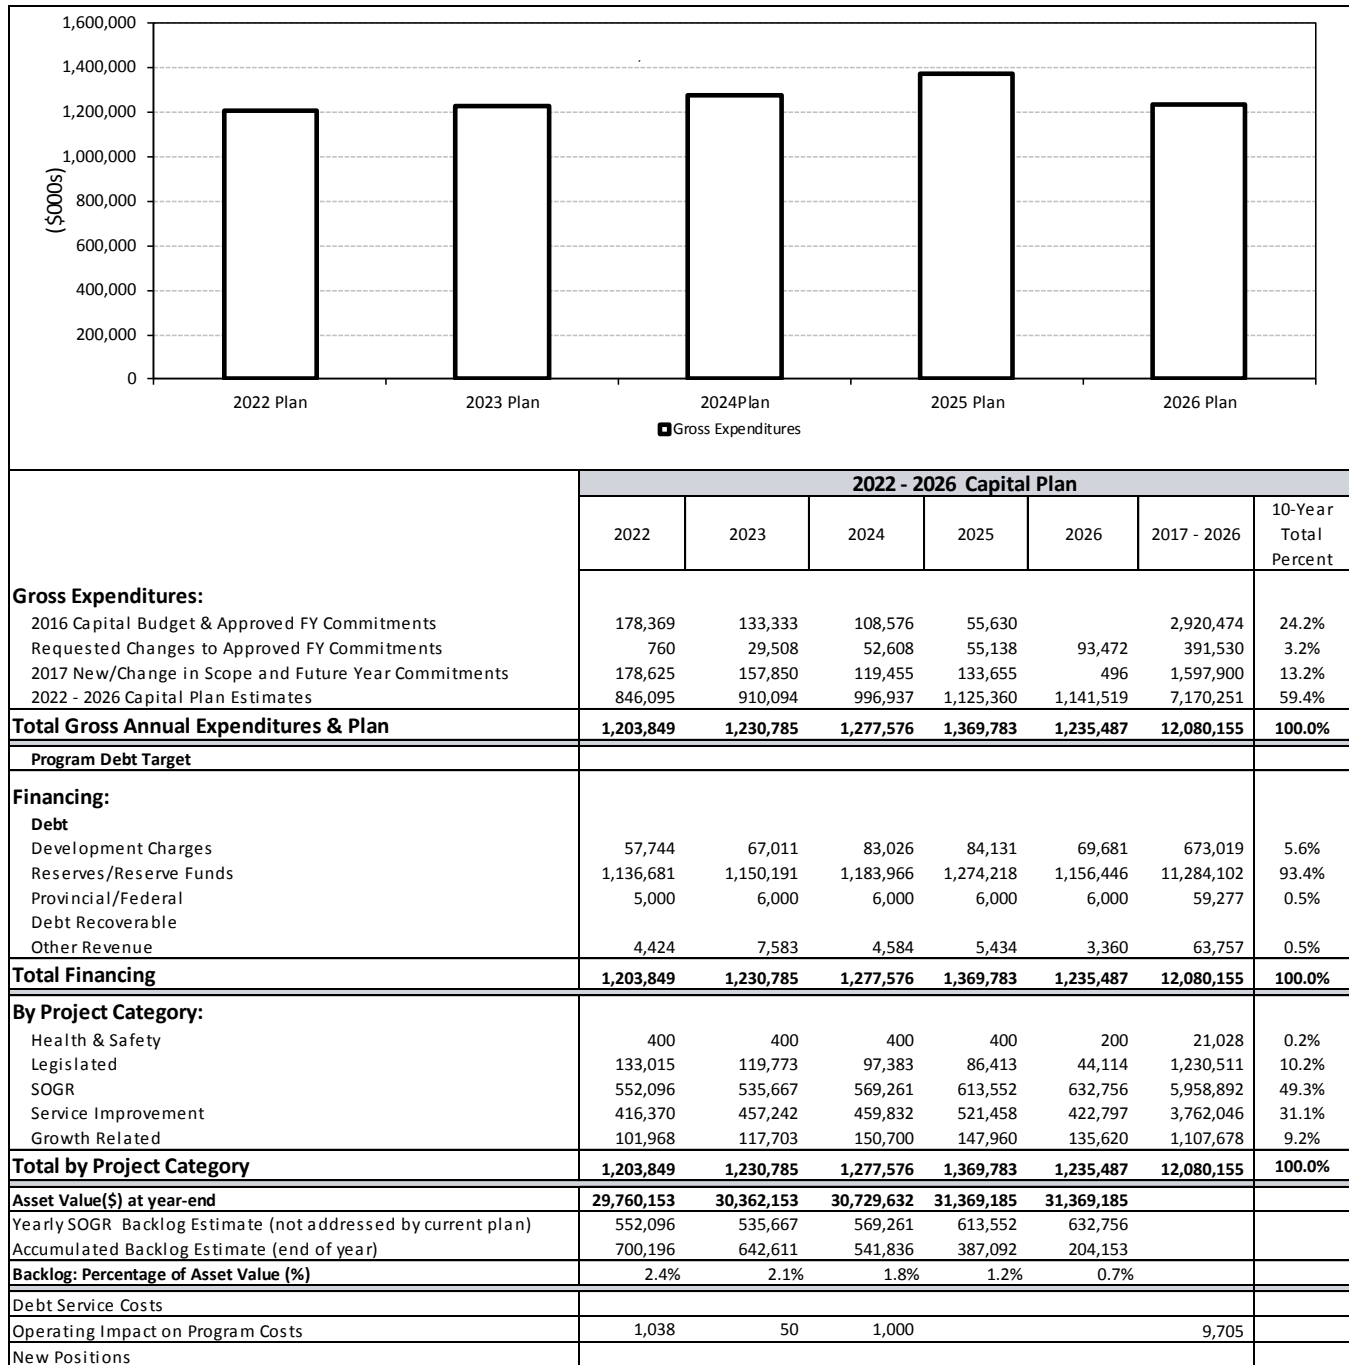 1,600,000
1,400,000
1,200,000
1,000,000
800,000
600,000
400,000
200,000
0
($000s)
2022 Plan 2023 Plan 2024Plan 2025 Plan 2026 Plan
Gross Expenditures
2022 - 2026 Capital Plan
2022 2023 2024 2025 2026 2017 - 2026 10-Year Total Percent
Gross Expenditures:
2016 Capital Budget & Approved FY Commitments 178,369 133,333 108,576 55,630 2,920,474 24.2%
Requested Changes to Approved FY Commitments 760 29,508 52,608 55,138 93,472 391,530 3.2%
2017 New/Change in Scope and Future Year Commitments 178,625 157,850 119,455 133,655 496 1,597,900 13.2%
2022 - 2026 Capital Plan Estimates 846,095 910,094 996,937 1,125,360 1,141,519 7,170,251 59.4%
Total Gross Annual Expenditures & Plan 1,203,849 1,230,785 1,277,576 1,369,783 1,235,487 12,080,155 100.0%
Program Debt Target
Financing:
Debt
Development Charges 57,744 67,011 83,026 84,131 69,681 673,019 5.6%
Reserves/Reserve Funds 1,136,681 1,150,191 1,183,966 1,274,218 1,156,446 11,284,102 93.4%
Provincial/Federal 5,000 6,000 6,000 6,000 6,000 59,277 0.5%
Debt Recoverable
Other Revenue 4,424 7,583 4,584 5,434 3,360 63,757 0.5%
Total Financing 1,203,849 1,230,785 1,277,576 1,369,783 1,235,487 12,080,155 100.0%
By Project Category:
Health & Safety 400 400 400 400 200 21,028 0.2%
Legislated 133,015 119,773 97,383 86,413 44,114 1,230,511 10.2%
SOGR 552,096 535,667 569,261 613,552 632,756 5,958,892 49.3%
Service Improvement 416,370 457,242 459,832 521,458 422,797 3,762,046 31.1%
Growth Related 101,968 117,703 150,700 147,960 135,620 1,107,678 9.2%
Total by Project Category 1,203,849 1,230,785 1,277,576 1,369,783 1,235,487 12,080,155 100.0%
Asset Value($) at year-end 29,760,153 30,362,153 30,729,632 31,369,185 31,369,185
Yearly SOGR Backlog Estimate (not addressed by current plan) 552,096 535,667 569,261 613,552 632,756
Accumulated Backlog Estimate (end of year) 700,196 642,611 541,836 387,092 204,153
Backlog: Percentage of Asset Value (%) 2.4% 2.1% 1.8% 1.2% 0.7%
Debt Service Costs
Operating Impact on Program Costs 1,038 50 1,000 9,705
New Positions